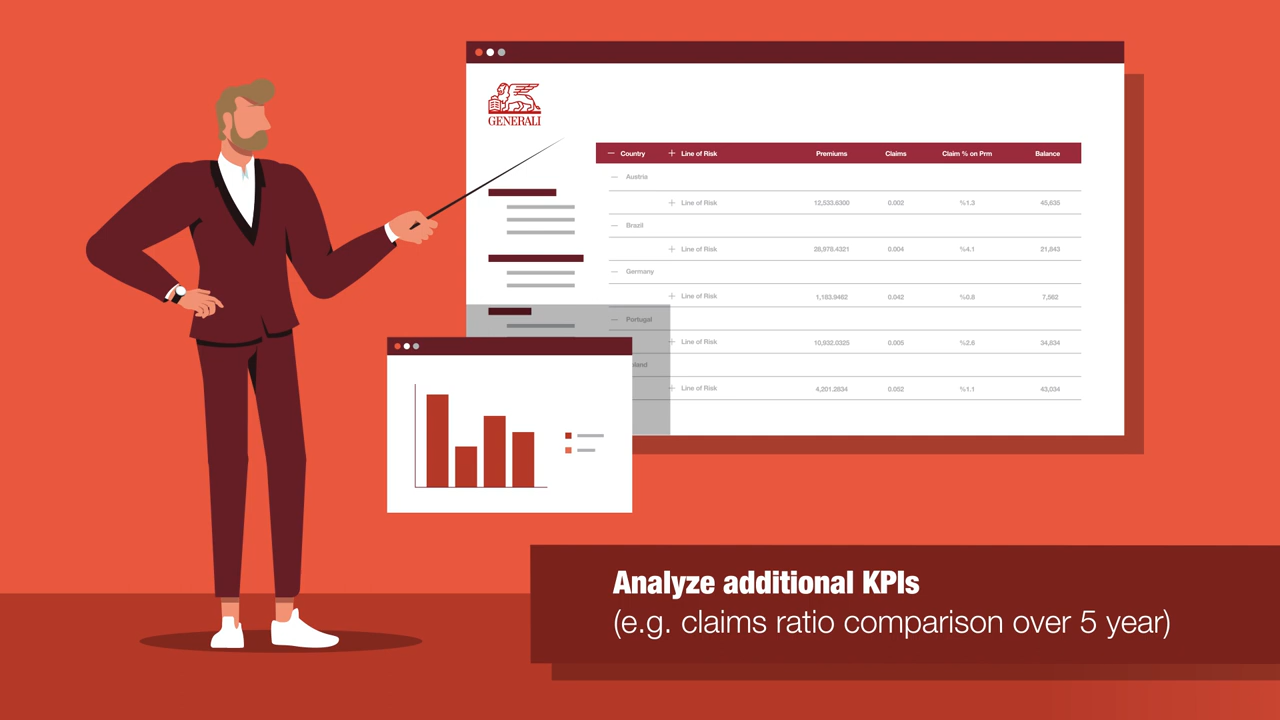 GENERALI
— Country + Line of Risk Premiums Claims Claim % on Prm Balance
— Austria
+ Line of Risk 12,533.6300 0.002 %1.3 45,635
— Brazil
+ Line of Risk 28,978.4321 0.004 %4.1 21,843
— Germany
+ Line of Risk 1,163.9462 0.042 %0.8 7,562
— Portugal
+ Line of Risk 10,932.0325 0.005 %2.8 34,834
land
+ Line of Risk 4,201.2834 0.052 %1.1 43,034
Analyze additional KPIs
(e.g. claims ratio comparison over 5 year)